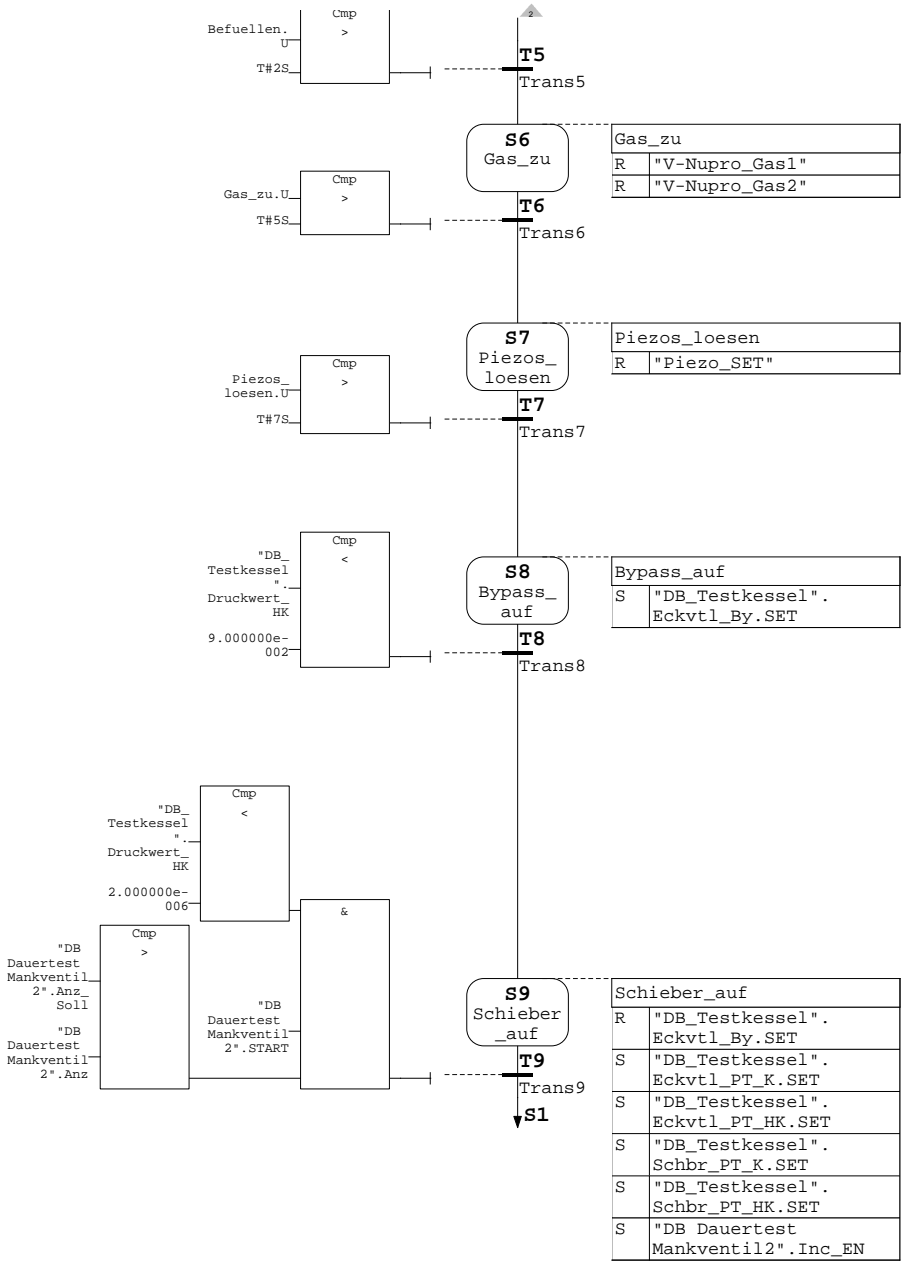 Cmp
2
Befuellen.
U
>
T5
T#2S
Trans5
S6
Gas_zu
Gas_zu
R "V-Nupro_Gas1"
R "V-Nupro_Gas2"
Cmp
Gas_zu.U
>
T6
T#5S
Trans6
S7
Piezos_
loesen
Piezos_loesen
R "Piezo_SET"
Cmp
>
Piezos_
loesen.U
T7
T#7S
Trans7
Cmp
<
"DB_
Testkessel
".
Druckwert_
HK
S8
Bypass_
auf
Bypass_auf
S "DB_Testkessel".
Eckvtl_By.SET
9.000000e-
002
T8
Trans8
Cmp
<
"DB_
Testkessel
".
Druckwert_
HK
2.000000e-
006
&
Cmp
>
"DB
Dauertest
Mankventil
2".Anz_
Soll
"DB
Dauertest
Mankventil
2".Anz
"DB
Dauertest
Mankventil
2".START
S9
Schieber
_auf
T9
Trans9
S1
Schieber_auf
R "DB_Testkessel".
Eckvtl_By.SET
S "DB_Testkessel".
Eckvtl_PT_K.SET
S "DB_Testkessel".
Eckvtl_PT_HK.SET
S "DB_Testkessel".
Schbr_PT_K.SET
S "DB_Testkessel".
Schbr_PT_HK.SET
S "DB Dauertest
Mankventil2".Inc_EN